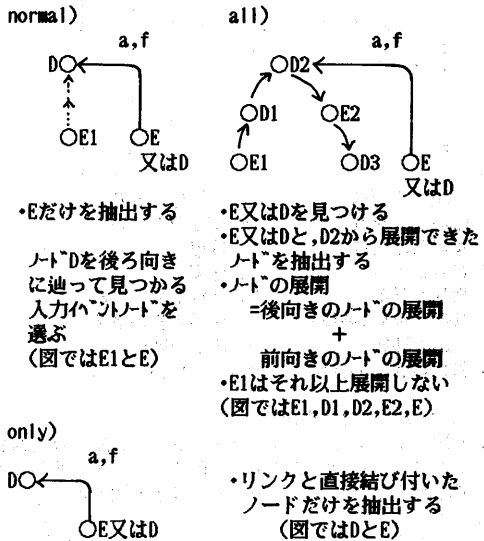 normal)
a,f
D
E1
E
又はD
・Eだけを抽出する
ノードDを後ろ向き
に辿って見つかる
入力イベントノードを
選ぶ
(図ではE1とE)
all)
a,f
D2
D1
E2
E1
D3
E
又はD
・E又はDを見つける
・E又はDと,D2から展開できた
ノードを抽出する
・ノードの展開
=後向きのノードの展開
+
前向きのノードの展開
・E1はそれ以上展開しない
(図ではE1,D1,D2,E2,E)
only)
a,f
D
E又はD
・リンクと直接結び付いた
ノードだけを抽出する
(図ではDとE)